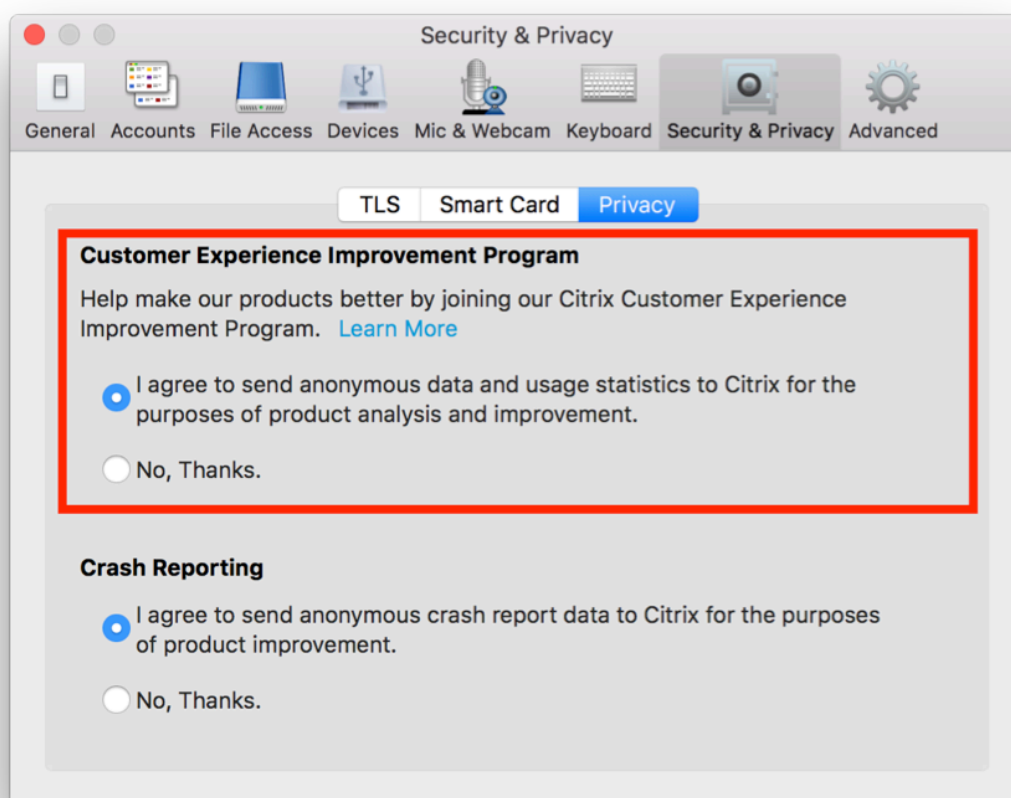 Security & Privacy
General Accounts File Access Devices Mic & Webcam Keyboard Security & Privacy Advanced
TLS Smart Card Privacy
Customer Experience Improvement Program
Help make our products better by joining our Citrix Customer Experience
Improvement Program. Learn More
I agree to send anonymous data and usage statistics to Citrix for the
purposes of product analysis and improvement.
No, Thanks.
Crash Reporting
I agree to send anonymous crash report data to Citrix for the purposes
of product improvement.
No, Thanks.